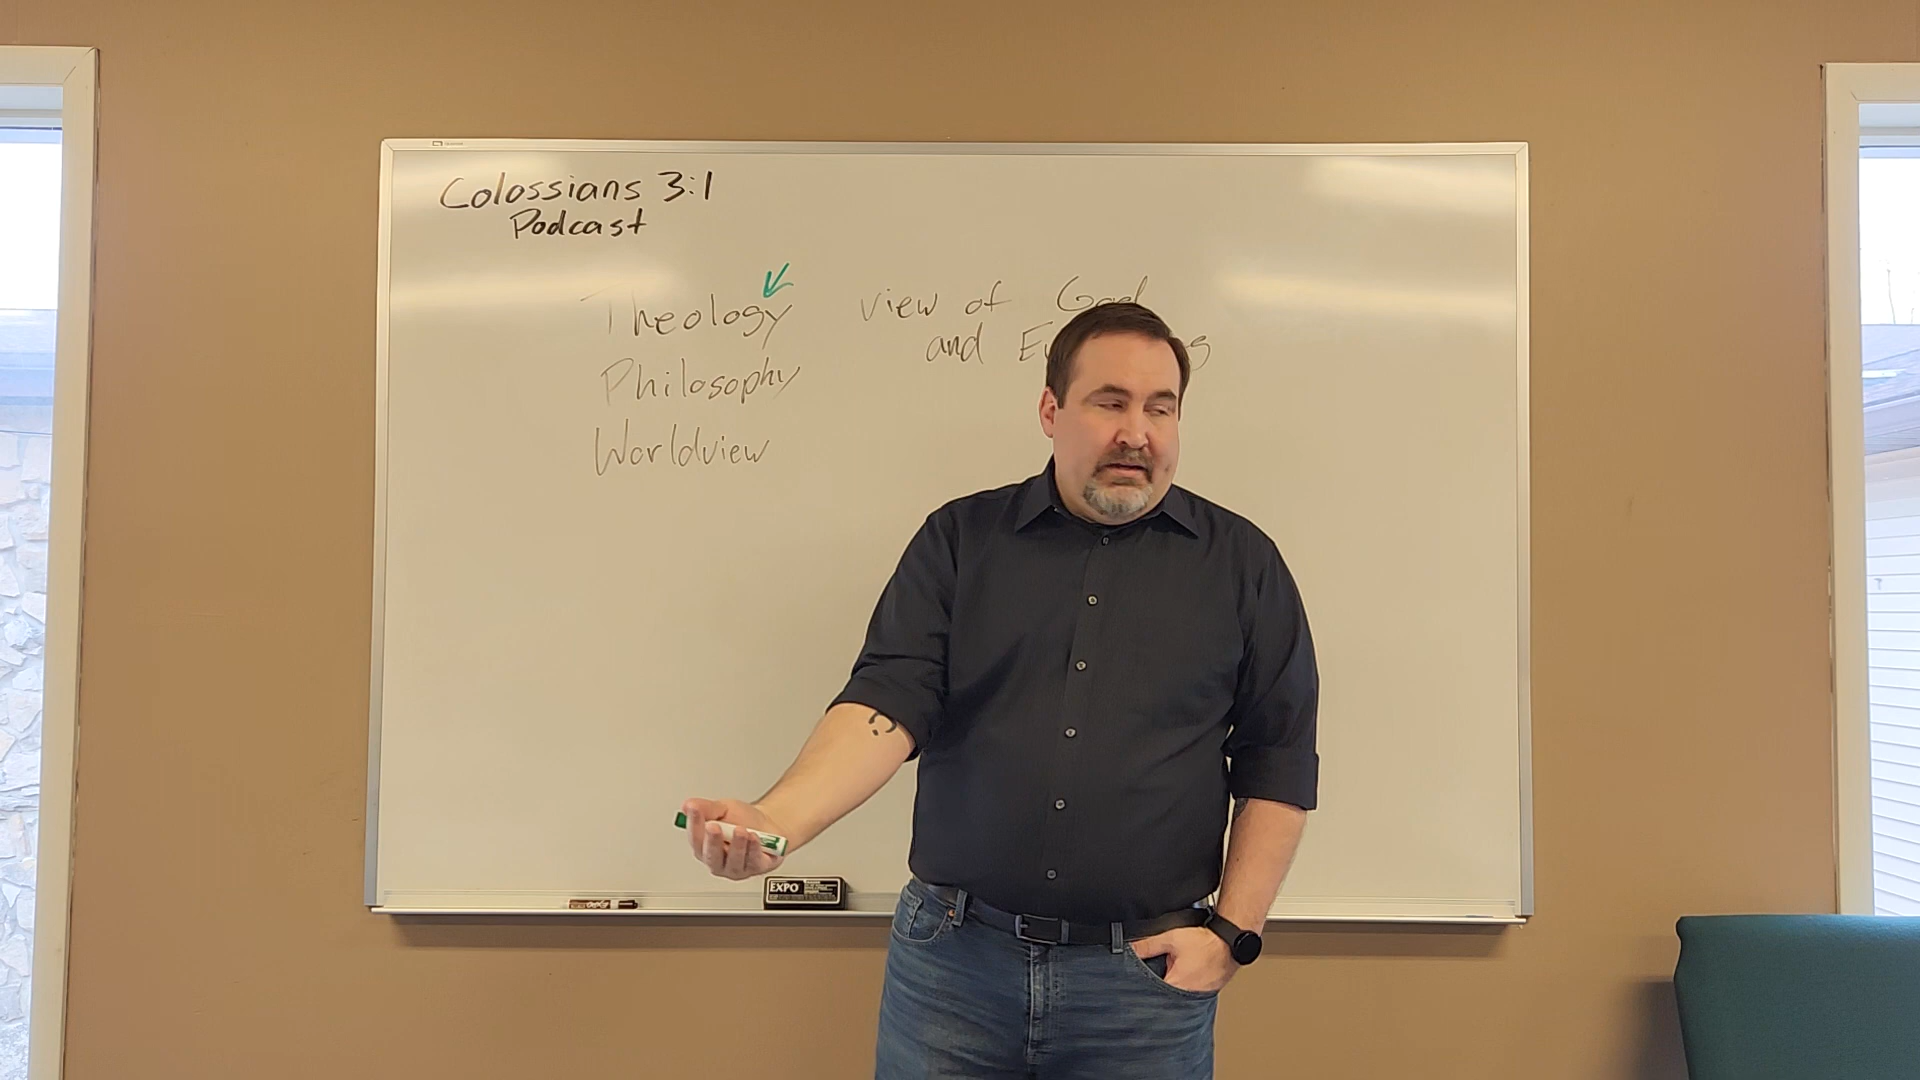 Colossians 3:1
Podcast
Theology view of God
and
Philosophy
Worldview
EXPO